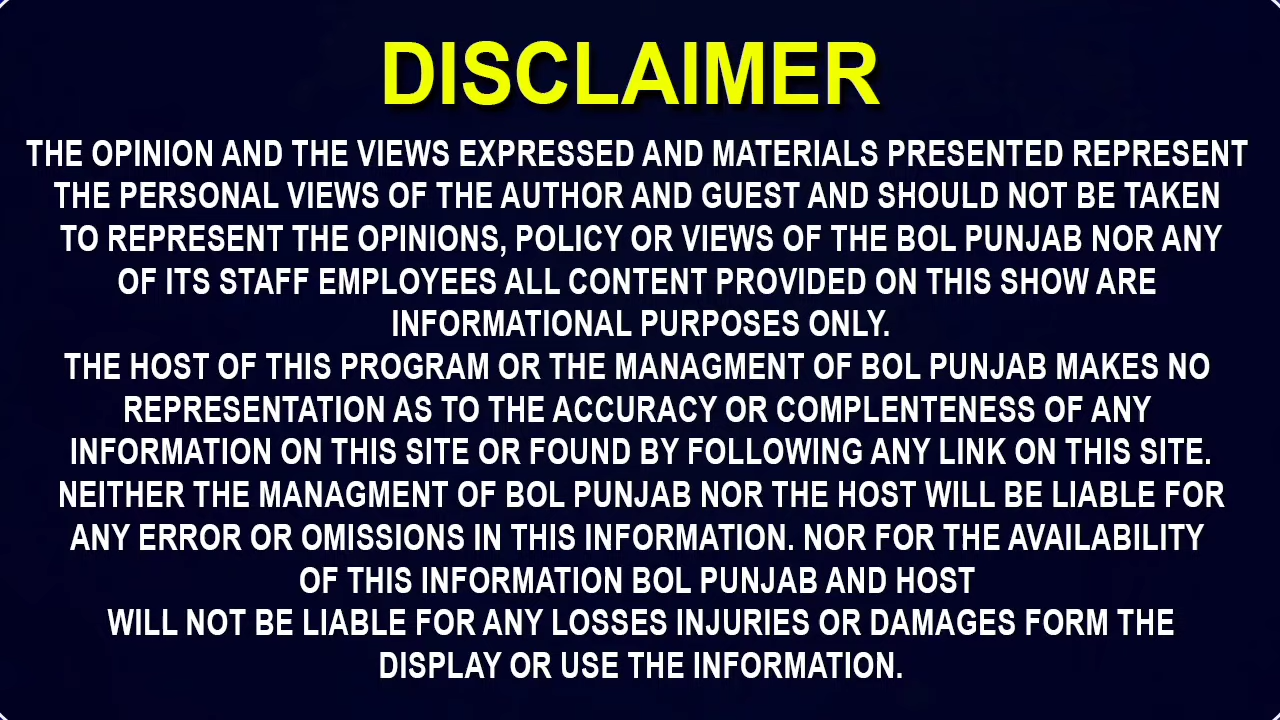 DISCLAIMER
THE OPINION AND THE VIEWS EXPRESSED AND MATERIALS PRESENTED REPRESENT
THE PERSONAL VIEWS OF THE AUTHOR AND GUEST AND SHOULD NOT BE TAKEN
TO REPRESENT THE OPINIONS, POLICY OR VIEWS OF THE BOL PUNJAB NOR ANY
OF ITS STAFF EMPLOYEES ALL CONTENT PROVIDED ON THIS SHOW ARE
INFORMATIONAL PURPOSES ONLY.
THE HOST OF THIS PROGRAM OR THE MANAGMENT OF BOL PUNJAB MAKES NO
REPRESENTATION AS TO THE ACCURACY OR COMPLENTENESS OF ANY
INFORMATION ON THIS SITE OR FOUND BY FOLLOWING ANY LINK ON THIS SITE.
NEITHER THE MANAGMENT OF BOL PUNJAB NOR THE HOST WILL BE LIABLE FOR
ANY ERROR OR OMISSIONS IN THIS INFORMATION. NOR FOR THE AVAILABILITY
OF THIS INFORMATION BOL PUNJAB AND HOST
WILL NOT BE LIABLE FOR ANY LOSSES INJURIES OR DAMAGES FORM THE
DISPLAY OR USE THE INFORMATION.